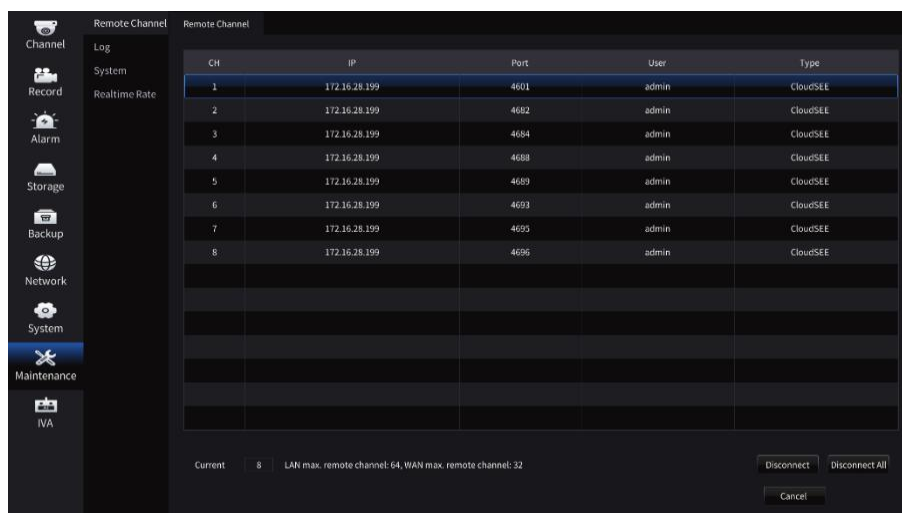 Channel
Record
Alarm
Storage
Backup
Network
System
Maintenance
IVA
Remote Channel
Log
System
Realtime Rate
Remote Channel
CH IP Port User Type
1 172.16.28.199 4601 admin CloudSEE
2 172.16.28.199 4682 admin CloudSEE
3 172.16.28.199 4684 admin CloudSEE
4 172.16.28.199 4688 admin CloudSEE
5 172.16.28.199 4689 admin CloudSEE
6 172.16.28.199 4693 admin CloudSEE
7 172.16.28.199 4695 admin CloudSEE
8 172.16.28.199 4696 admin CloudSEE
Current 8 LAN max. remote channel: 64, WAN max. remote channel: 32
Disconnect Disconnect All
Cancel